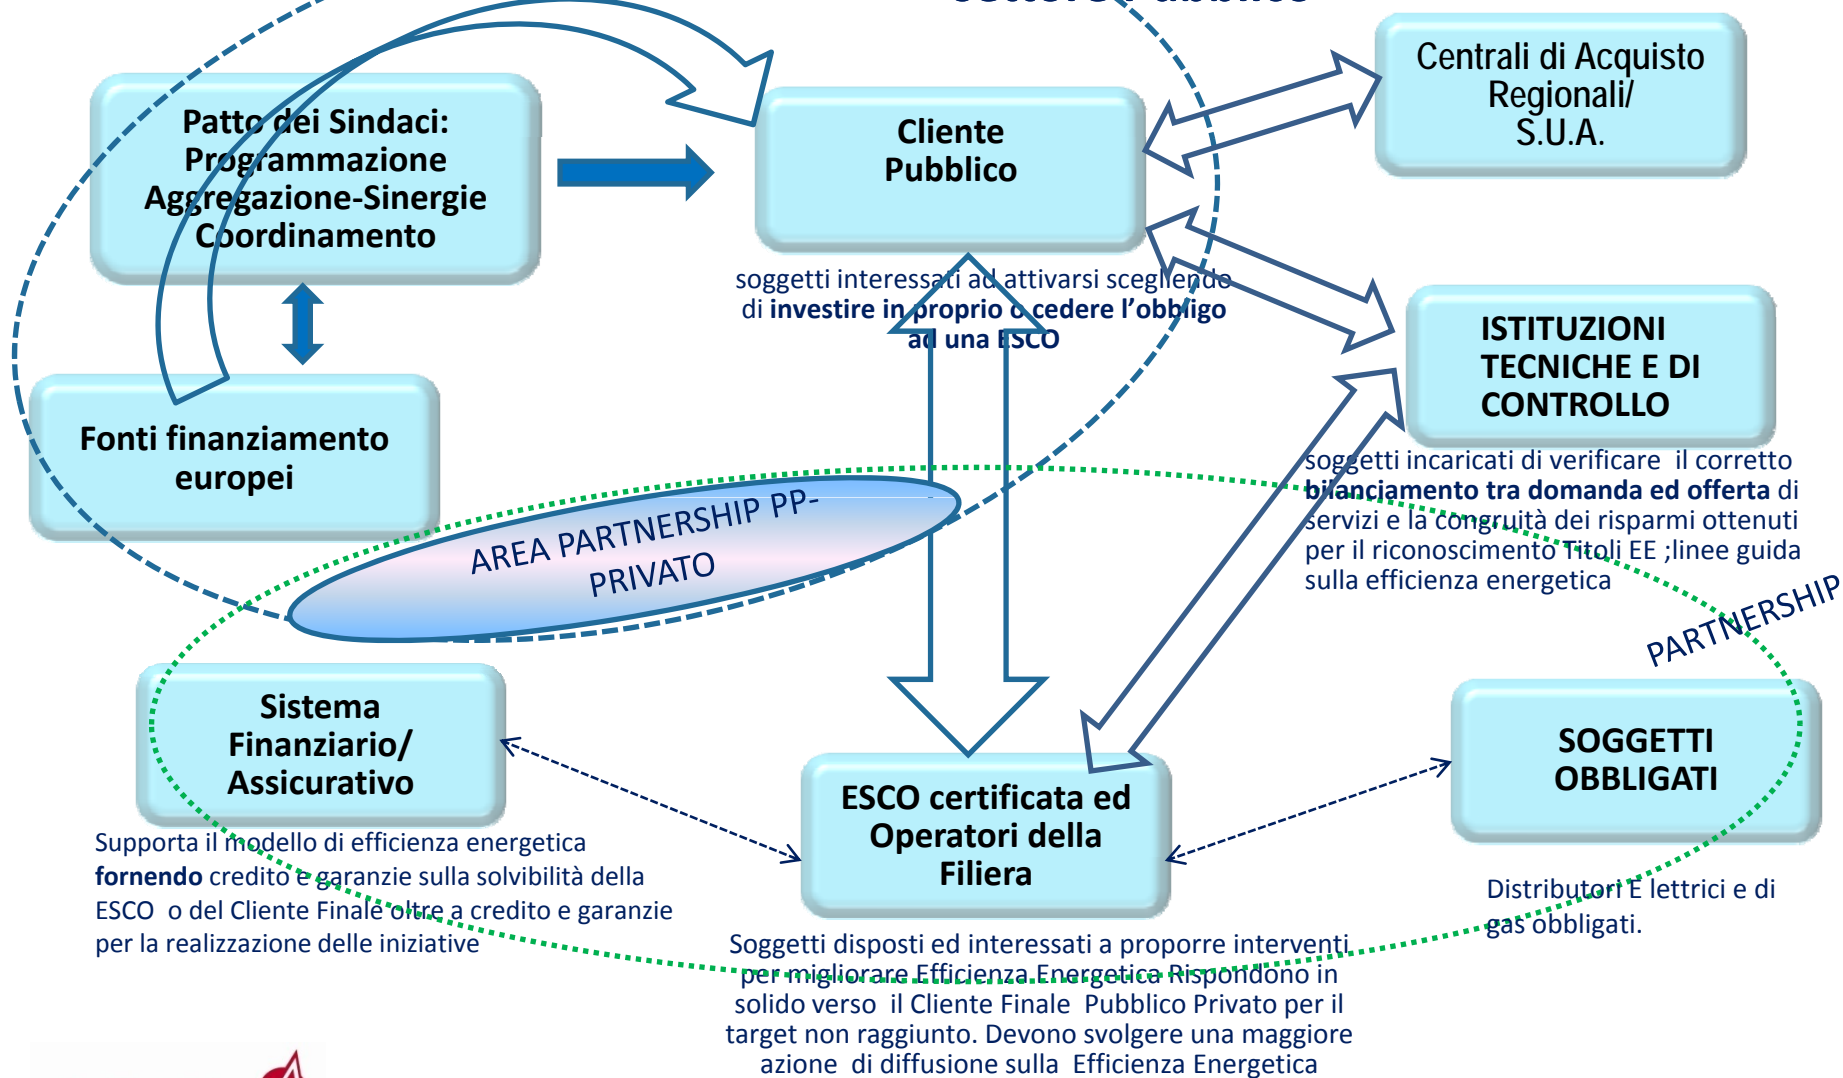 Centrali di Acquisto
Regionali/
S.U.A.
Patto dei Sindaci:
Programmazione
Aggregazione-Sinergie
Coordinamento
Cliente
Pubblico
soggetti interessati ad attivarsi scegliendo
di investire in proprio o cedere l’obbligo
ad una ESCO
ISTITUZIONI
TECNICHE E DI
CONTROLLO
Fonti finanziamento
europei
soggetti incaricati di verificare il corretto
bilanciamento tra domanda ed offerta di
servizi e la congruità dei risparmi ottenuti
per il riconoscimento Titoli EE ;linee guida
sulla efficienza energetica
AREA PARTNERSHIP PP-
PRIVATO
PARTNERSHIP
Sistema
Finanziario/
Assicurativo
SOGGETTI
OBBLIGATI
ESCO certificata ed
Operatori della
Filiera
Supporta il modello di efficienza energetica
fornendo credito e garanzie sulla solvibilità della
ESCO o del Cliente Finale oltre a credito e garanzie
per la realizzazione delle iniziative
Distributori E lettrici e di
gas obbligati.
Soggetti disposti ed interessati a proporre interventi
per migliorare Efficienza Energetica Rispondono in
solido verso il Cliente Finale Pubblico Privato per il
target non raggiunto. Devono svolgere una maggiore
azione di diffusione sulla Efficienza Energetica